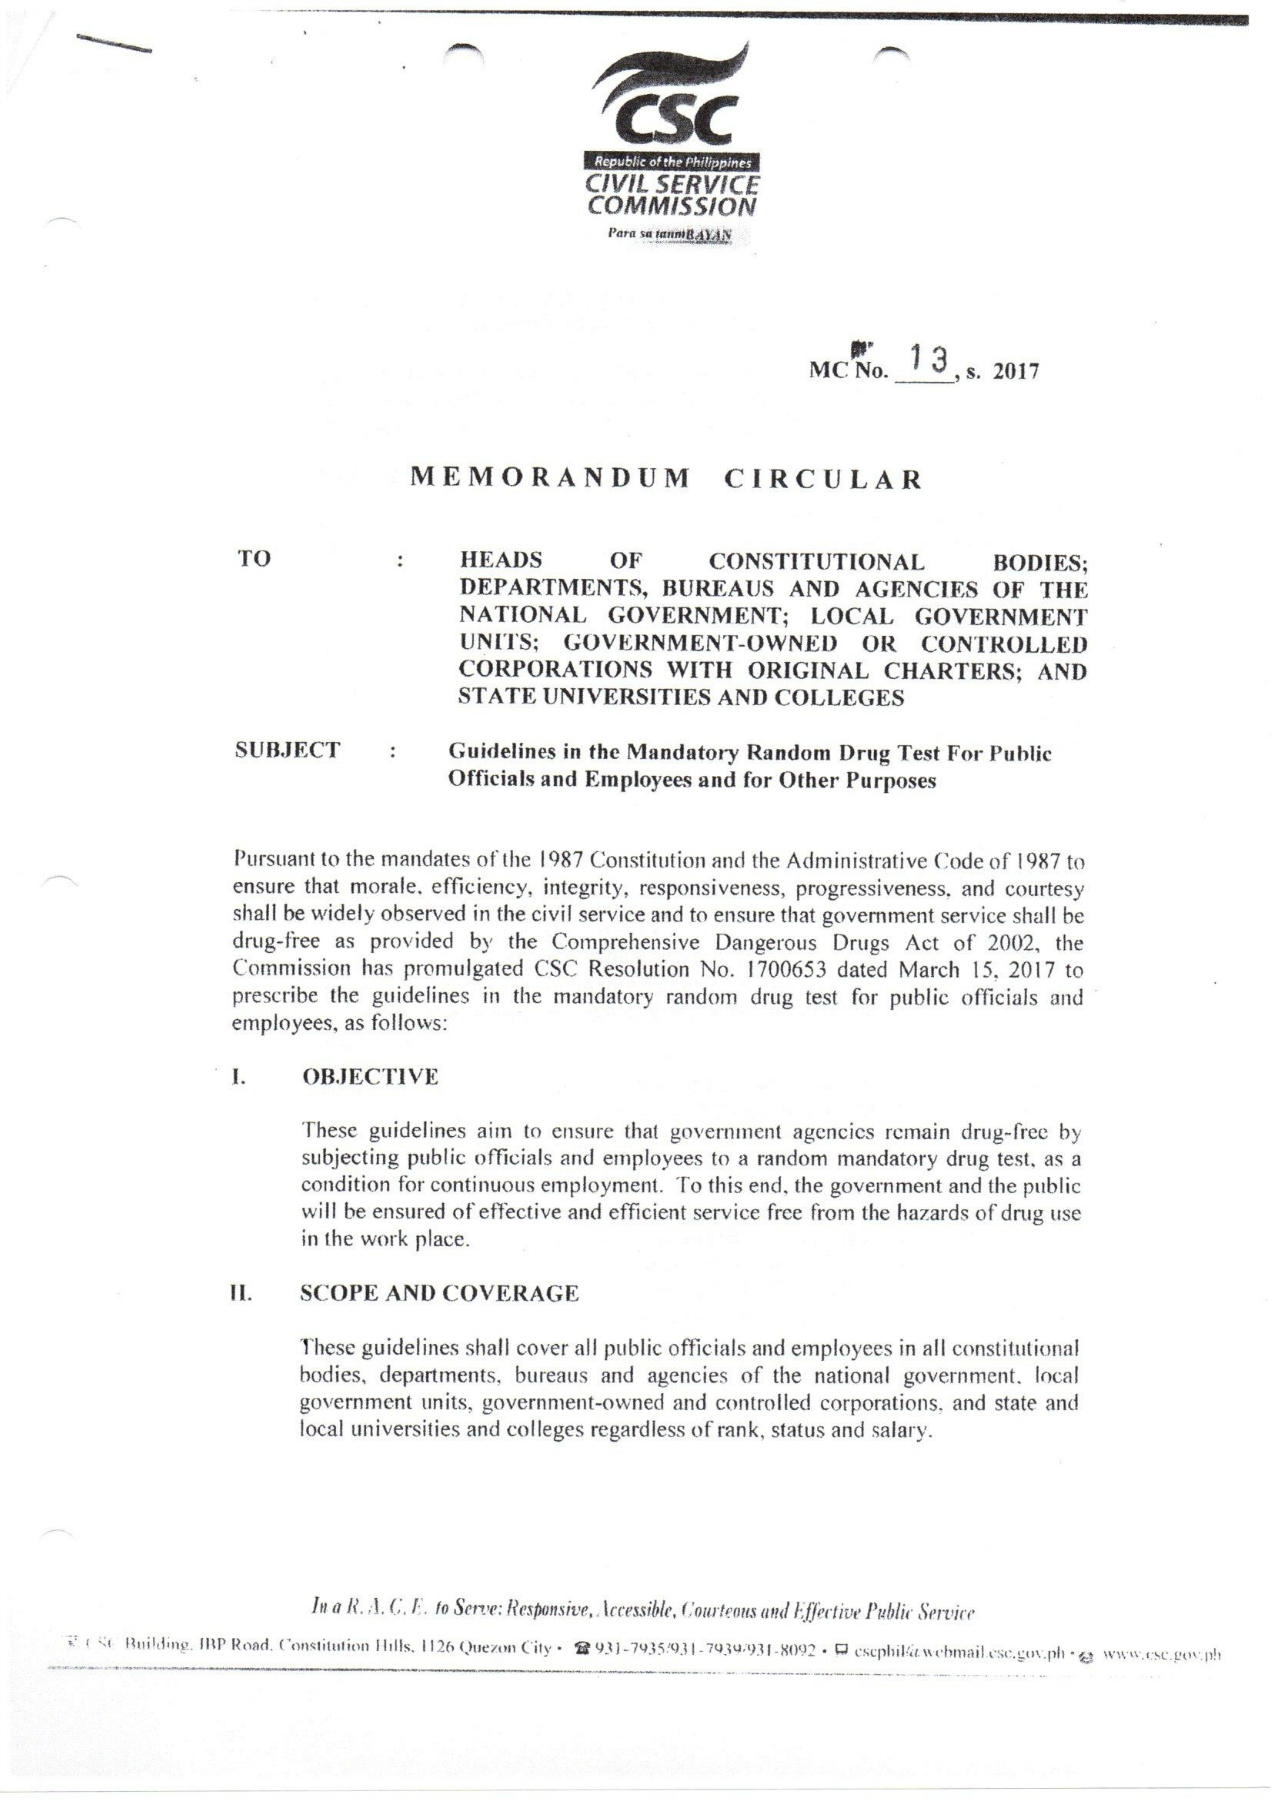 CSC
Republic of the Philippines
CIVIL SERVICE
COMMISSION
Para sa BAYAN
MC No. 13, s. 2017
MEMORANDUM CIRCULAR
TO : HEADS OF CONSTITUTIONAL BODIES;
DEPARTMENTS, BUREAUS AND AGENCIES OF THE
NATIONAL GOVERNMENT; LOCAL GOVERNMENT
UNITS; GOVERNMENT-OWNED OR CONTROLLED
CORPORATIONS WITH ORIGINAL CHARTERS; AND
STATE UNIVERSITIES AND COLLEGES
SUBJECT : Guidelines in the Mandatory Random Drug Test For Public
Officials and Employees and for Other Purposes
Pursuant to the mandates of the 1987 Constitution and the Administrative Code of 1987 to
ensure that morale, efficiency, integrity, responsiveness, progressiveness, and courtesy
shall be widely observed in the civil service and to ensure that government service shall be
drug-free as provided by the Comprehensive Dangerous Drugs Act of 2002, the
Commission has promulgated CSC Resolution No. 1700653 dated March 15, 2017 to
prescribe the guidelines in the mandatory random drug test for public officials and
employees, as follows:
I. OBJECTIVE
These guidelines aim to ensure that government agencies remain drug-free by
subjecting public officials and employees to a random mandatory drug test, as a
condition for continuous employment. To this end, the government and the public
will be ensured of effective and efficient service free from the hazards of drug use
in the work place.
II. SCOPE AND COVERAGE
These guidelines shall cover all public officials and employees in all constitutional
bodies, departments, bureaus and agencies of the national government, local
government units, government-owned and controlled corporations, and state and
local universities and colleges regardless of rank, status and salary.
In a R.A.C.E. to Serve: Responsive, Accessible, Courteous and Effective Public Service
CSC Building, IBP Road, Constitution Hills, 1126 Quezon City • 931-7935/931-7939/931-8092 • cscphil@webmail.csc.gov.ph • www.csc.gov.ph